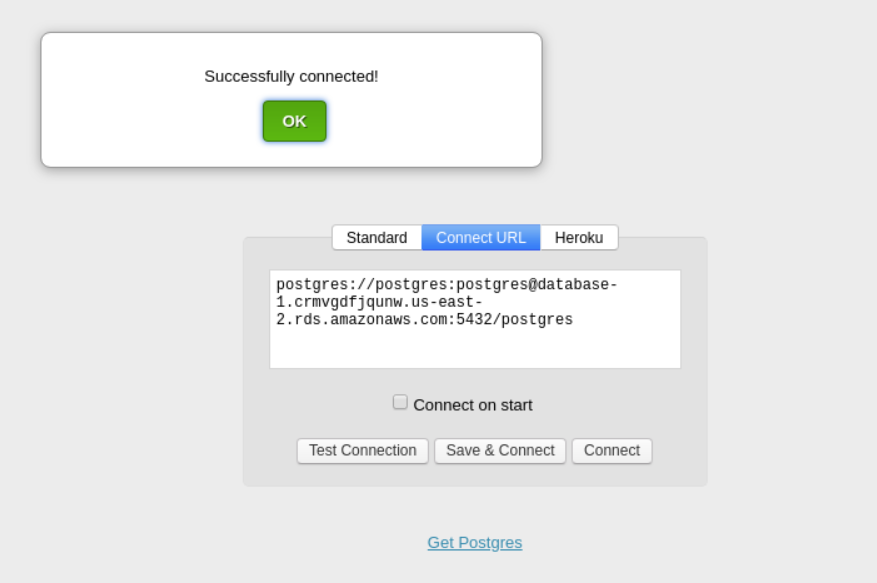 Successfully connected!
OK
Standard Connect URL Heroku
postgres://postgres:postgres@database-
1.crmvgdfjqunw.us-east-
2.rds.amazonaws.com:5432/postgres
Connect on start
Test Connection Save & Connect Connect
Get Postgres